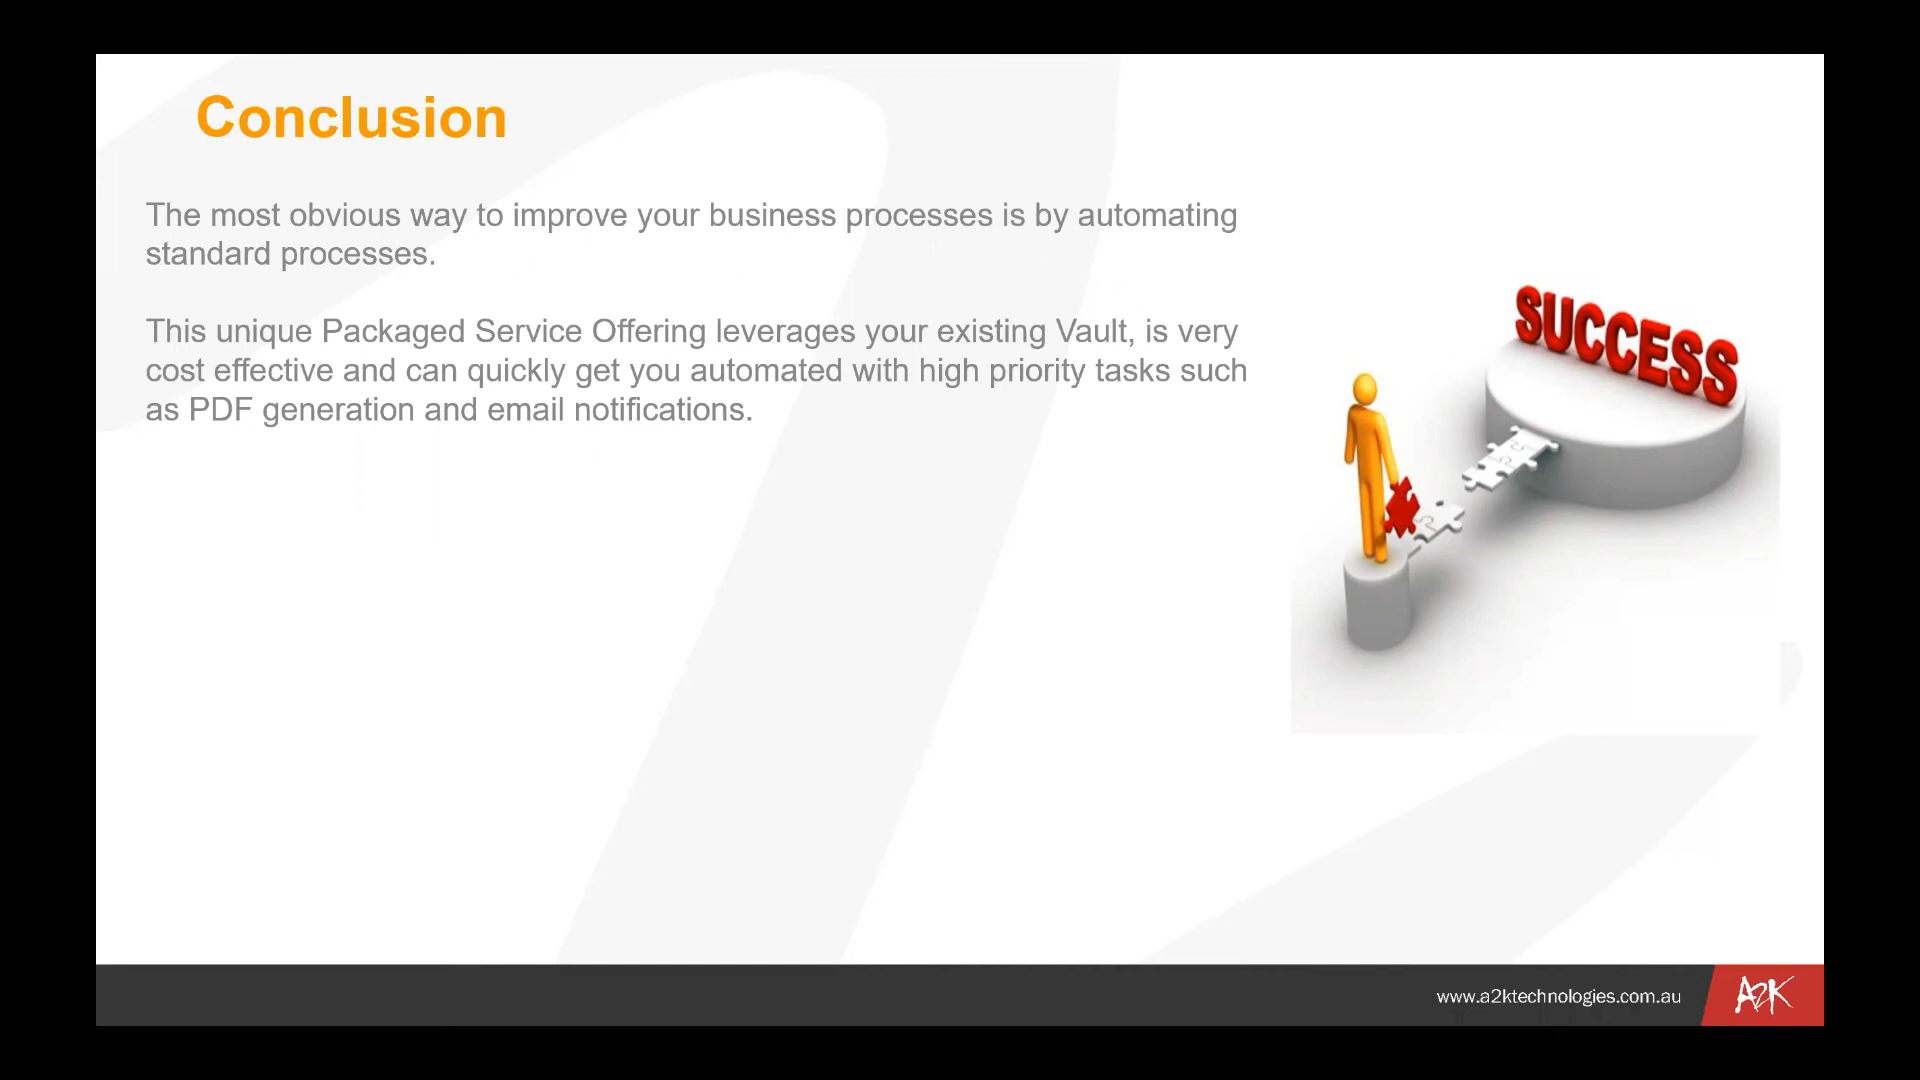 Conclusion
The most obvious way to improve your business processes is by automating
standard processes.
This unique Packaged Service Offering leverages your existing Vault, is very
cost effective and can quickly get you automated with high priority tasks such
as PDF generation and email notifications.
SUCCESS
www.a2ktechnologies.com.au
A2K